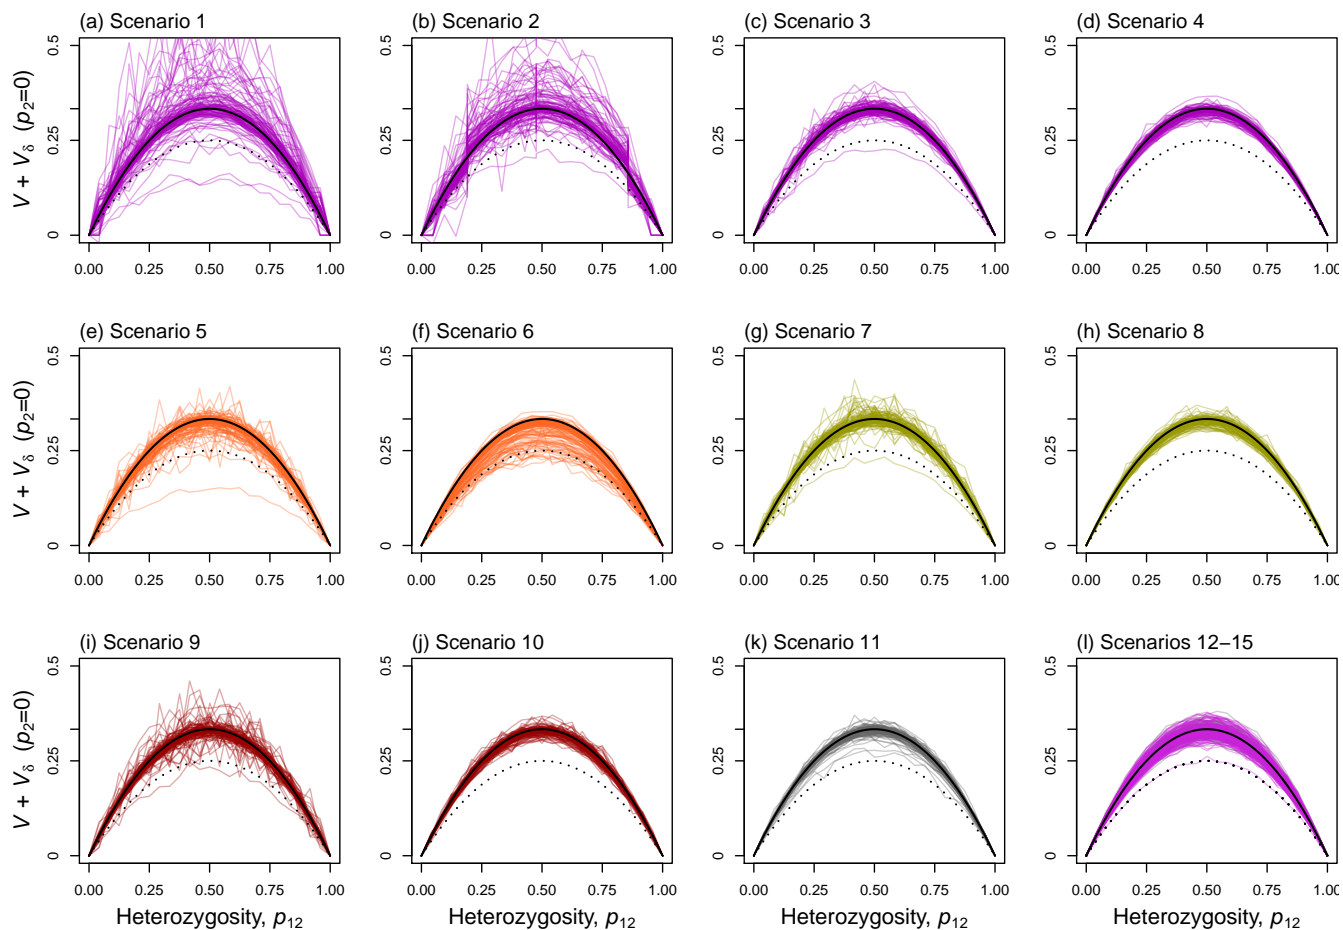 (a) Scenario 1 (b) Scenario 2 (c) Scenario 3 (d) Scenario 4
V + Vδ (p2=0)
0.5 0.5 0.5 0.5
0.25 0.25 0.25 0.25
0 0 0 0
0.00 0.25 0.50 0.75 1.00 0.00 0.25 0.50 0.75 1.00 0.00 0.25 0.50 0.75 1.00 0.00 0.25 0.50 0.75 1.00
(e) Scenario 5 (f) Scenario 6 (g) Scenario 7 (h) Scenario 8
V + Vδ (p2=0)
0.5 0.5 0.5 0.5
0.25 0.25 0.25 0.25
0 0 0 0
0.00 0.25 0.50 0.75 1.00 0.00 0.25 0.50 0.75 1.00 0.00 0.25 0.50 0.75 1.00 0.00 0.25 0.50 0.75 1.00
(i) Scenario 9 (j) Scenario 10 (k) Scenario 11 (l) Scenarios 12−15
V + Vδ (p2=0)
0.5 0.5 0.5 0.5
0.25 0.25 0.25 0.25
0 0 0 0
0.00 0.25 0.50 0.75 1.00 0.00 0.25 0.50 0.75 1.00 0.00 0.25 0.50 0.75 1.00 0.00 0.25 0.50 0.75 1.00
Heterozygosity, p12 Heterozygosity, p12 Heterozygosity, p12 Heterozygosity, p12